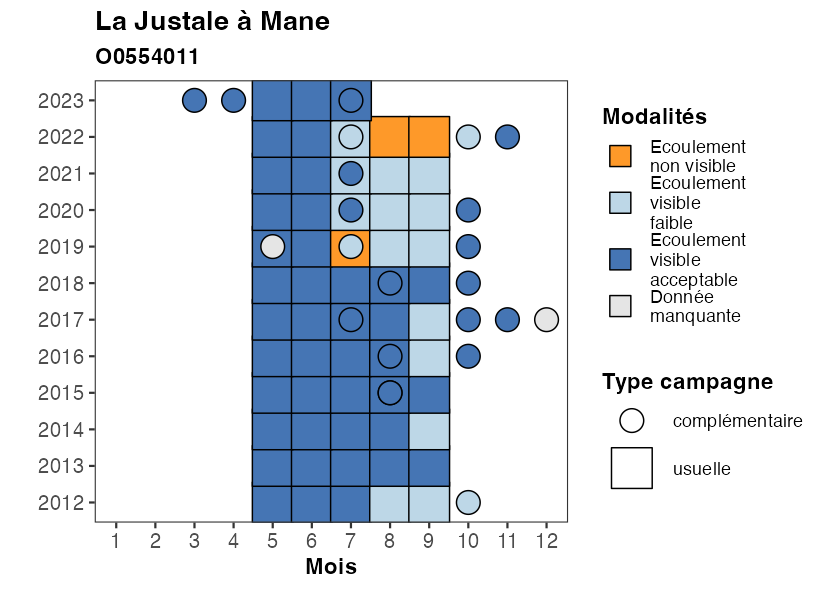 La Justale à Mane
O0554011
2023
2022
2021
2020
2019
2018
2017
2016
2015
2014
2013
2012
1 2 3 4 5 6 7 8 9 10 11 12
Mois
Modalités
Ecoulement
non visible
Ecoulement
visible
faible
Ecoulement
visible
acceptable
Donnée
manquante
Type campagne
complémentaire
usuelle